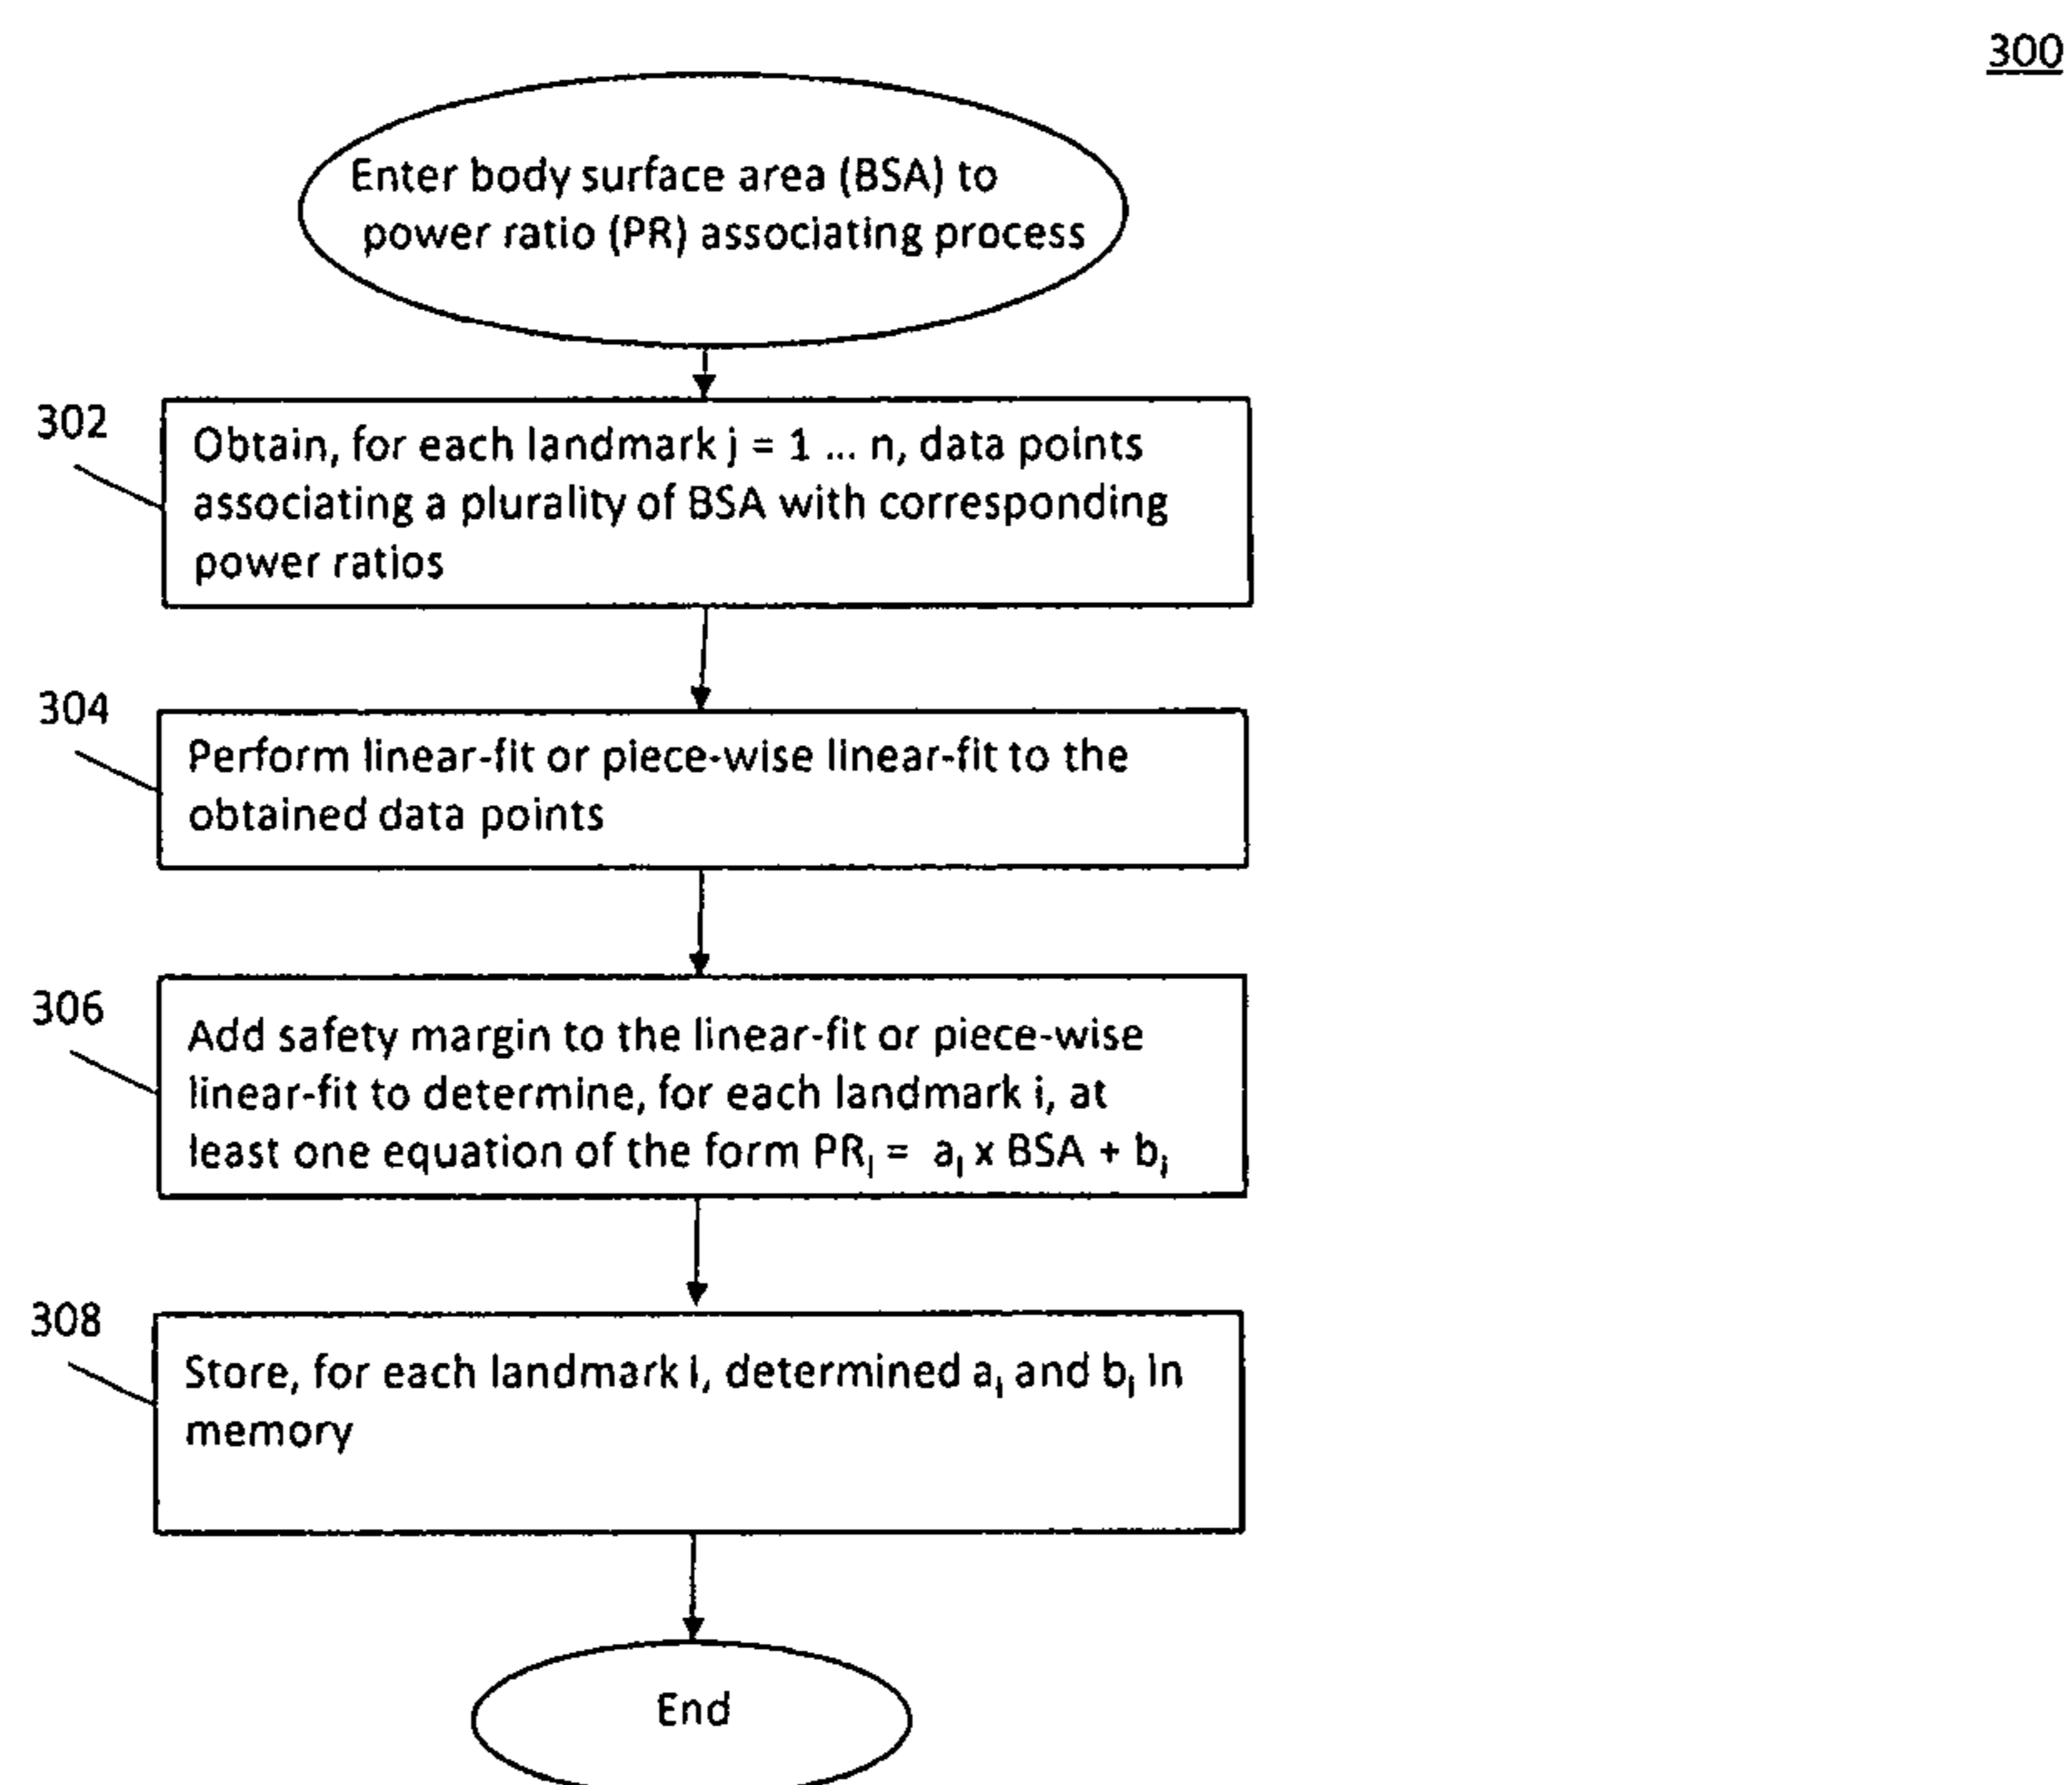 300
Enter body surface area (BSA) to
power ratio (PR) associating process
302
Obtain, for each landmark j = 1 ... n, data points
associating a plurality of BSA with corresponding
power ratios
304
Perform linear-fit or piece-wise linear-fit to the
obtained data points
306
Add safety margin to the linear-fit or piece-wise
linear-fit to determine, for each landmark i, at
least one equation of the form PRᵢ = aᵢ x BSA + bᵢ
308
Store, for each landmark i, determined aᵢ and bᵢ in
memory
End